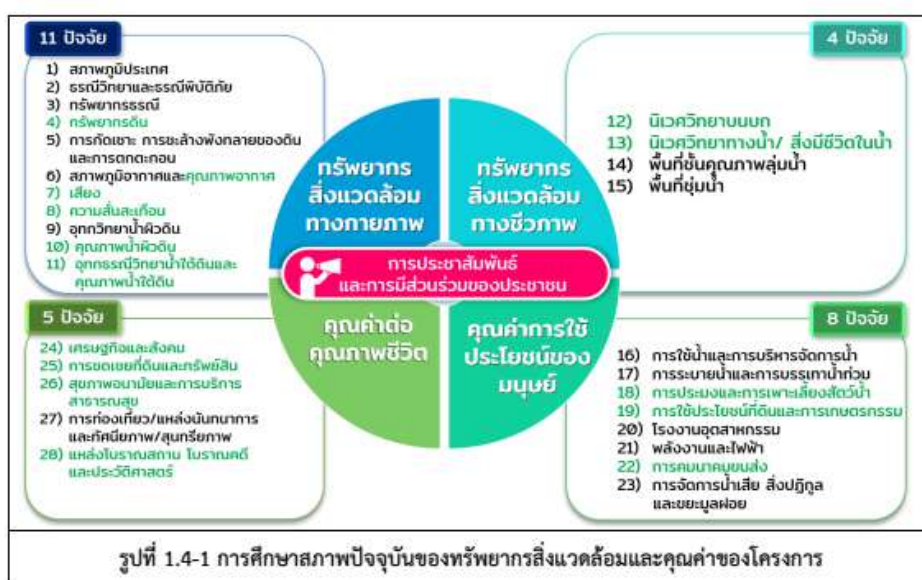 11 ปัจจัย
1) สภาพภูมิประเทศ
2) ธรณีวิทยาและธรณีพิบัติภัย
3) ทรัพยากรธรณี
4) ทรัพยากรดิน
5) การกัดเซาะ การชะล้างพังทลายของดิน
และการตกตะกอน
6) สภาพภูมิอากาศและคุณภาพอากาศ
7) เสียง
8) ความสั่นสะเทือน
9) อุทกวิทยาน้ำผิวดิน
10) คุณภาพน้ำผิวดิน
11) อุทกธรณีวิทยาน้ำใต้ดินและ
คุณภาพน้ำใต้ดิน
4 ปัจจัย
12) นิเวศวิทยาบนบก
13) นิเวศวิทยาทางน้ำ/ สิ่งมีชีวิตในน้ำ
14) พื้นที่ชั้นคุณภาพลุ่มน้ำ
15) พื้นที่ชุ่มน้ำ
ทรัพยากร
สิ่งแวดล้อม
ทางกายภาพ
ทรัพยากร
สิ่งแวดล้อม
ทางชีวภาพ
การประชาสัมพันธ์
และการมีส่วนร่วมของประชาชน
คุณค่าต่อ
คุณภาพชีวิต
คุณค่าการใช้
ประโยชน์ของ
มนุษย์
5 ปัจจัย
24) เศรษฐกิจและสังคม
25) การชดเชยที่ดินและทรัพย์สิน
26) สุขภาพอนามัยและการบริการ
สาธารณสุข
27) การท่องเที่ยว/แหล่งนันทนาการ
และทัศนียภาพ/สุนทรียภาพ
28) แหล่งโบราณสถาน โบราณคดี
และประวัติศาสตร์
8 ปัจจัย
16) การใช้น้ำและการบริหารจัดการน้ำ
17) การระบายน้ำและการบรรเทาน้ำท่วม
18) การประมงและการเพาะเลี้ยงสัตว์น้ำ
19) การใช้ประโยชน์ที่ดินและการเกษตรกรรม
20) โรงงานอุตสาหกรรม
21) พลังงานและไฟฟ้า
22) การคมนาคมขนส่ง
23) การจัดการน้ำเสีย สิ่งปฏิกูล
และขยะมูลฝอย
รูปที่ 1.4-1 การศึกษาสภาพปัจจุบันของทรัพยากรสิ่งแวดล้อมและคุณค่าของโครงการ